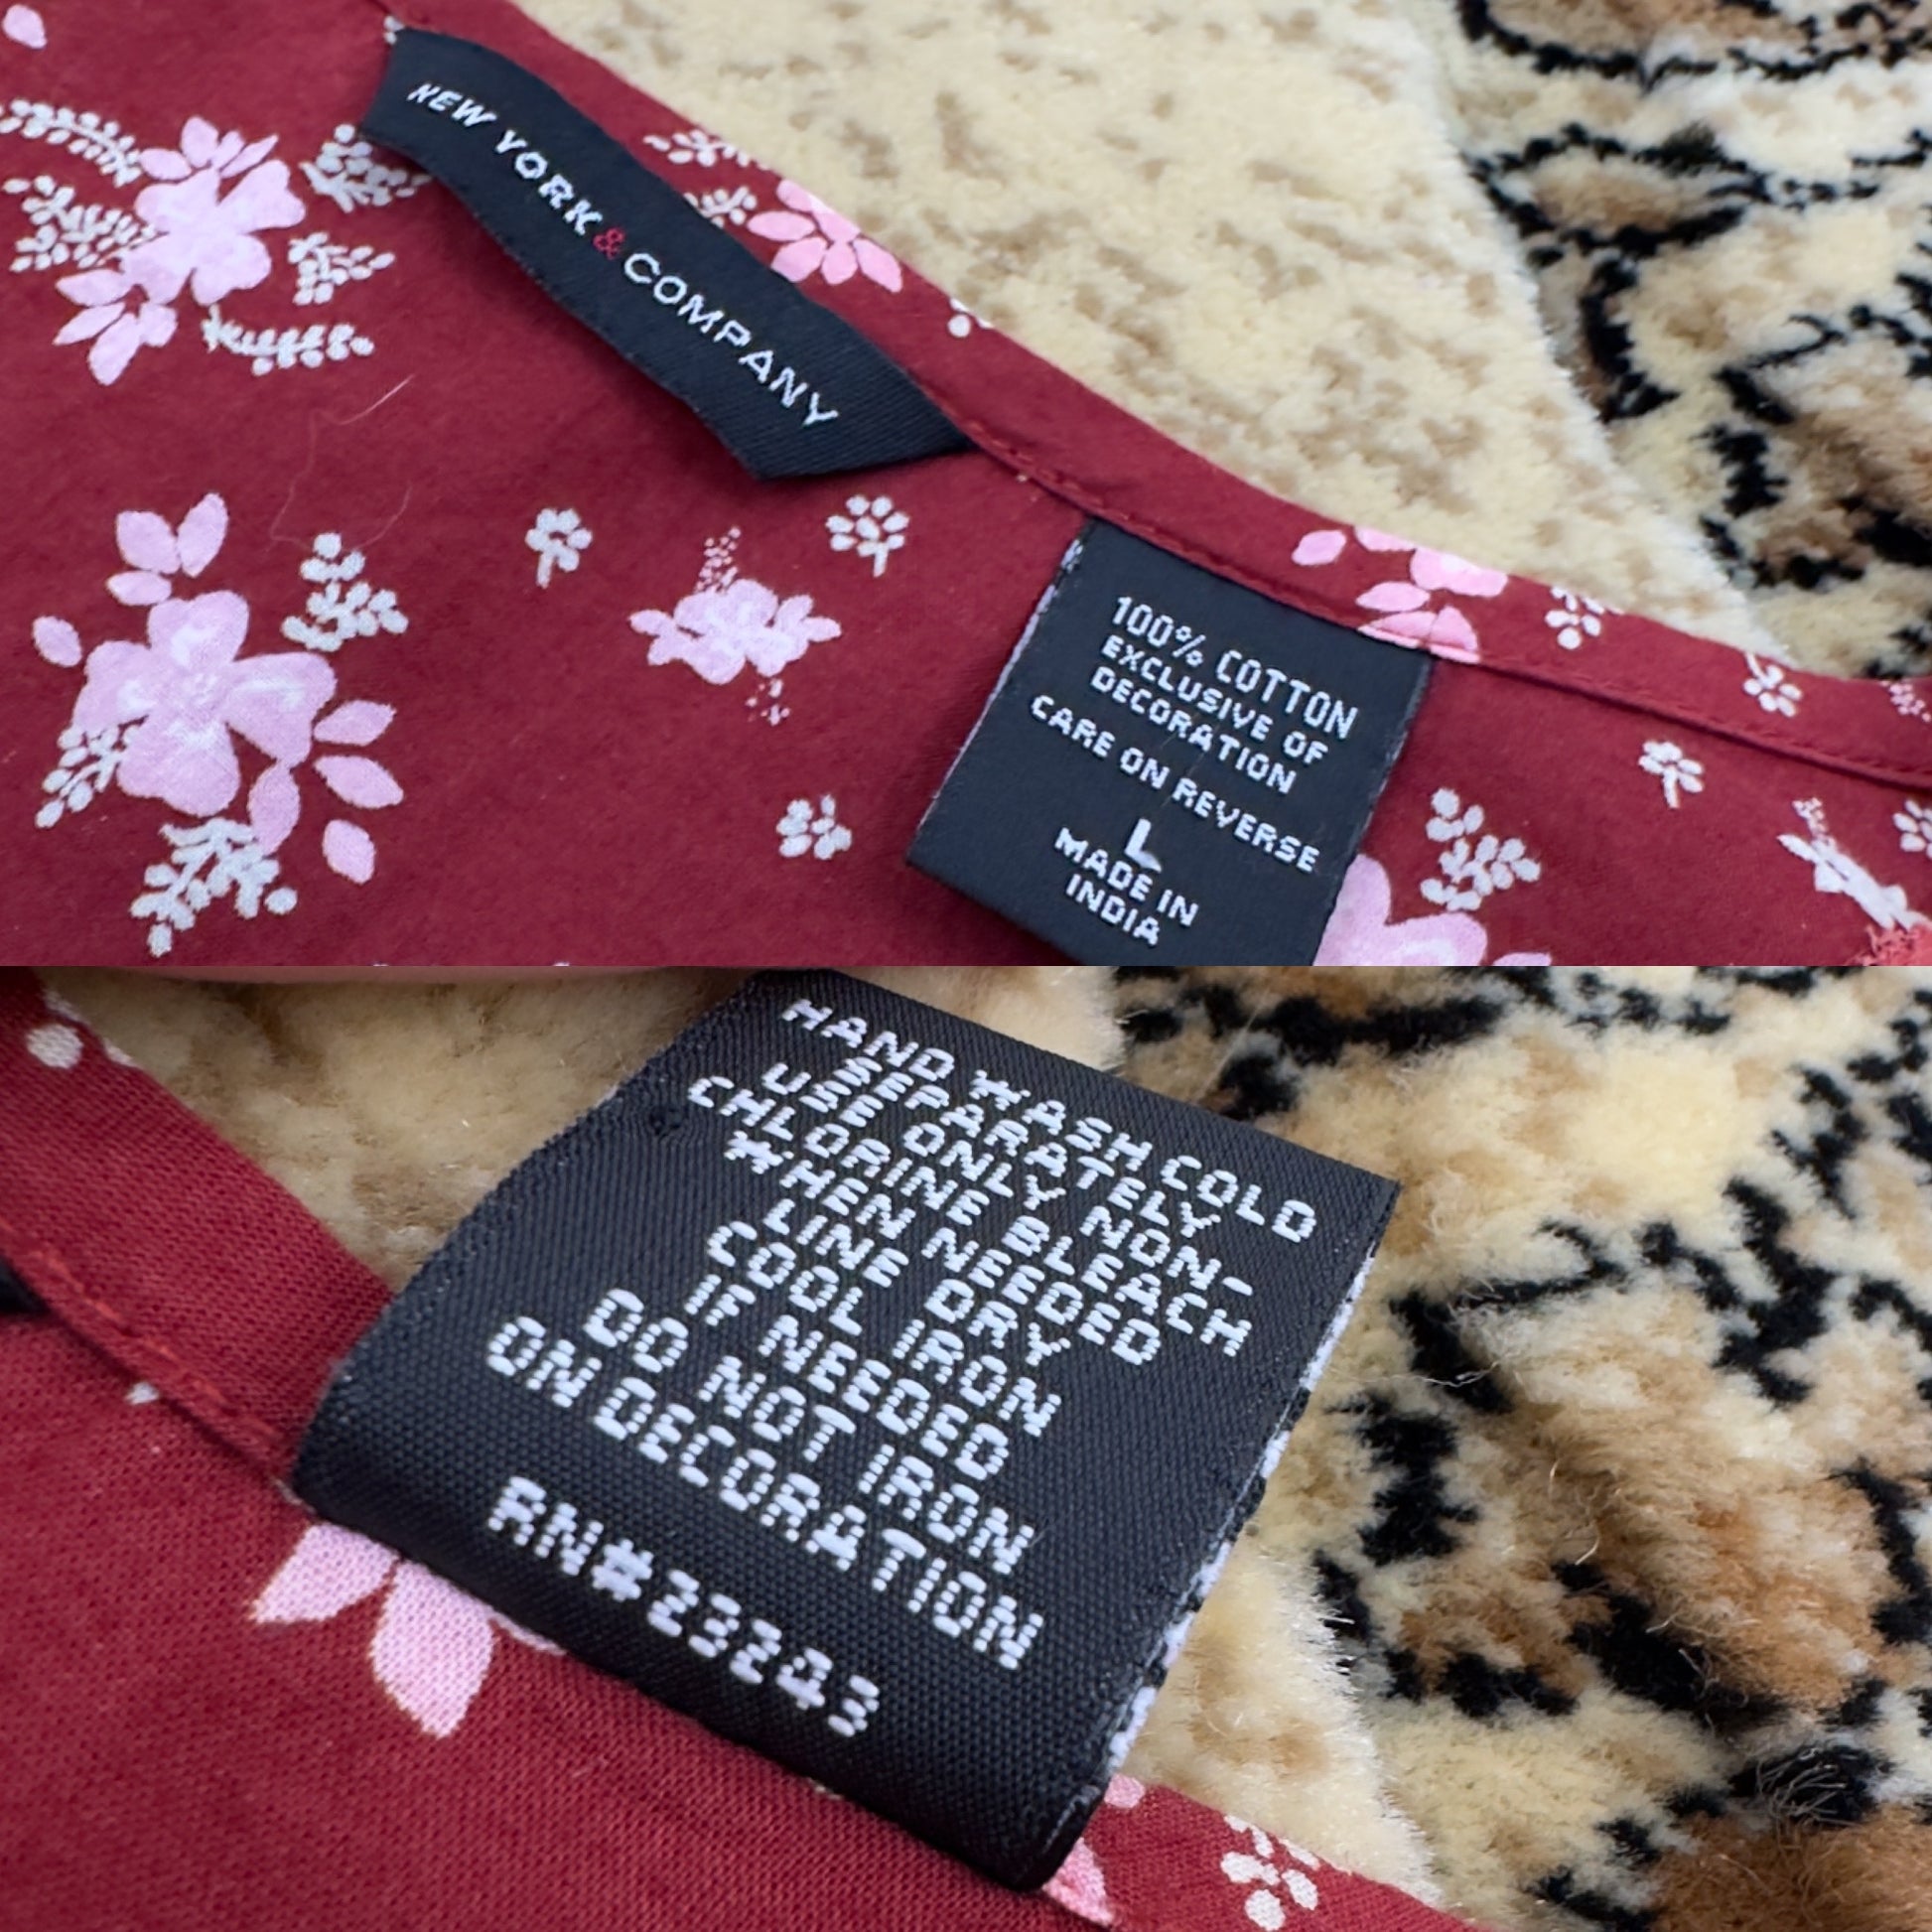 NEW YORK & COMPANY
100% COTTON
EXCLUSIVE OF
DECORATION
CARE ON REVERSE
L
MADE IN
INDIA
HAND WASH COLD
SEPARATELY
USE ONLY NON-
CHLORINE BLEACH
WHEN NEEDED
LINE DRY
COOL IRON
IF NEEDED
DO NOT IRON
ON DECORATION
RN#23243